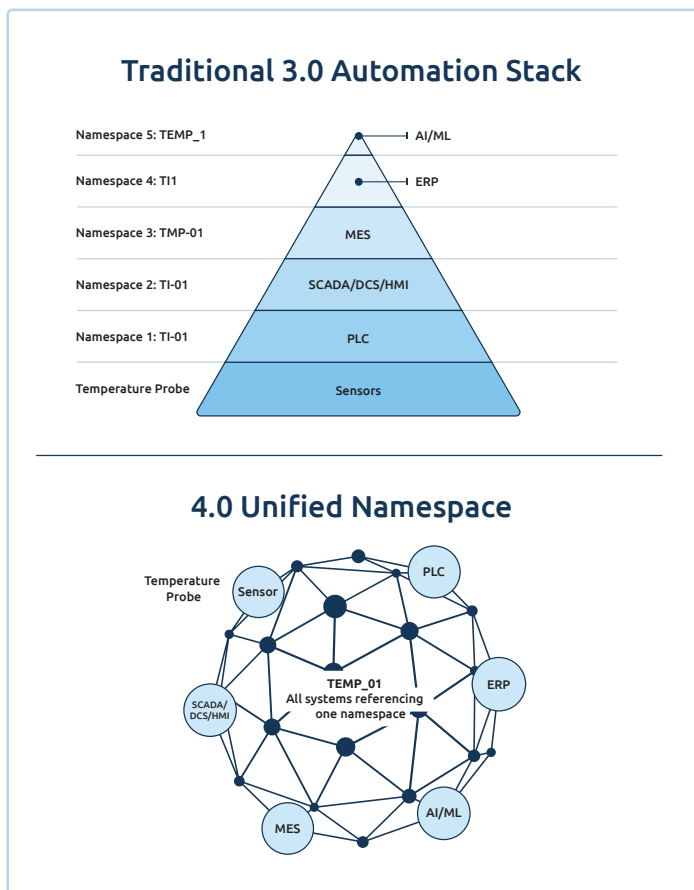 Traditional 3.0 Automation Stack
Namespace 5: TEMP_1
AI/ML
Namespace 4: TI1
ERP
Namespace 3: TMP-01
MES
Namespace 2: TI-01
SCADA/DCS/HMI
Namespace 1: TI-01
PLC
Temperature Probe
Sensors
4.0 Unified Namespace
PLC
Temperature
Probe
Sensor
TEMP_01
All systems referencing
one namespace
ERP
SCADA/
DCS/HMI
AI/ML
MES